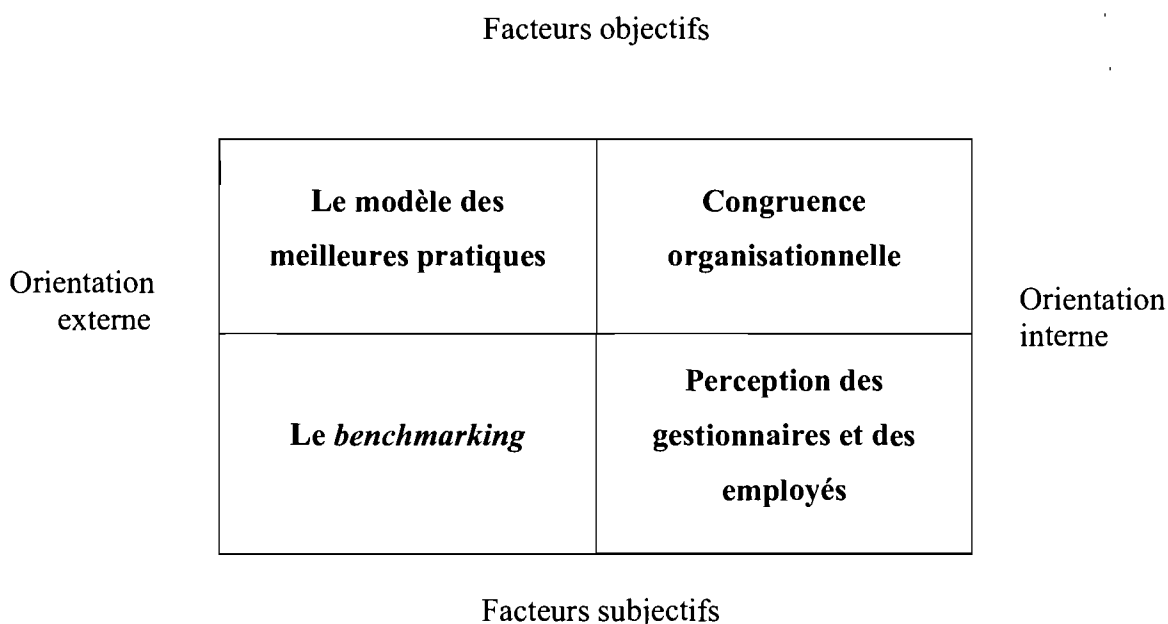 Facteurs objectifs
Le modèle des
meilleures pratiques
Congruence
organisationnelle
Orientation
externe
Orientation
interne
Le benchmarking
Perception des
gestionnaires et des
employés
Facteurs subjectifs